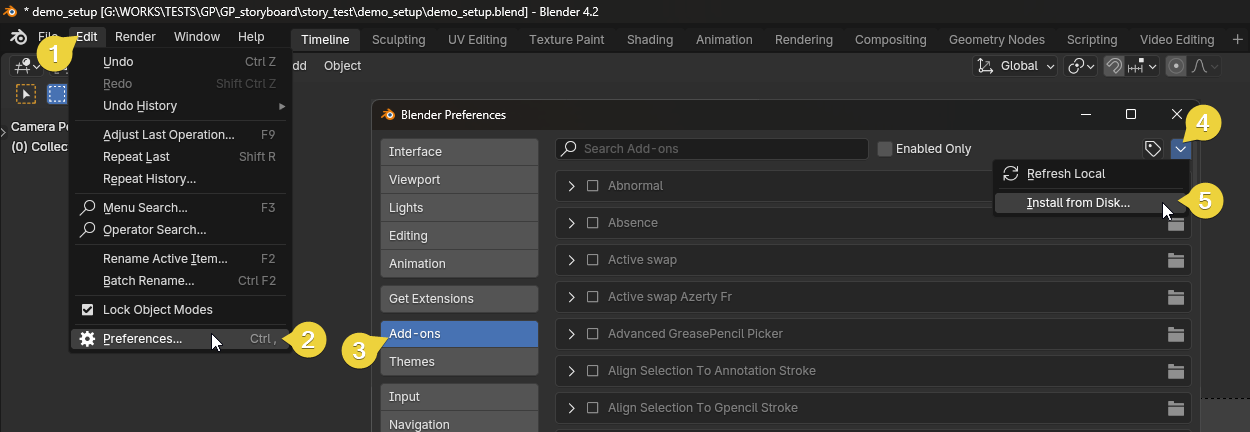 * demo_setup [G:\WORKS\TESTS\GP\GP_storyboard\story_test\demo_setup\demo_setup.blend] - Blender 4.2
File Edit Render Window Help Timeline Sculpting UV Editing Texture Paint Shading Animation Rendering Compositing Geometry Nodes Scripting Video Editing
1
Object Global
Undo Ctrl Z
Redo Shift Ctrl Z
Undo History
Camera Pe
(0) Collec
Adjust Last Operation... F9
Repeat Last Shift R
Repeat History...
Menu Search... F3
Operator Search...
Rename Active Item... F2
Batch Rename... Ctrl F2
Lock Object Modes
Preferences... Ctrl ,
2
Blender Preferences
4
Interface
Viewport
Lights
Editing
Animation
Get Extensions
Add-ons
3
Themes
Input
Navigation
Search Add-ons Enabled Only
Refresh Local
Install from Disk...
5
Abnormal
Absence
Active swap
Active swap Azerty Fr
Advanced GreasePencil Picker
Align Selection To Annotation Stroke
Align Selection To Gpencil Stroke